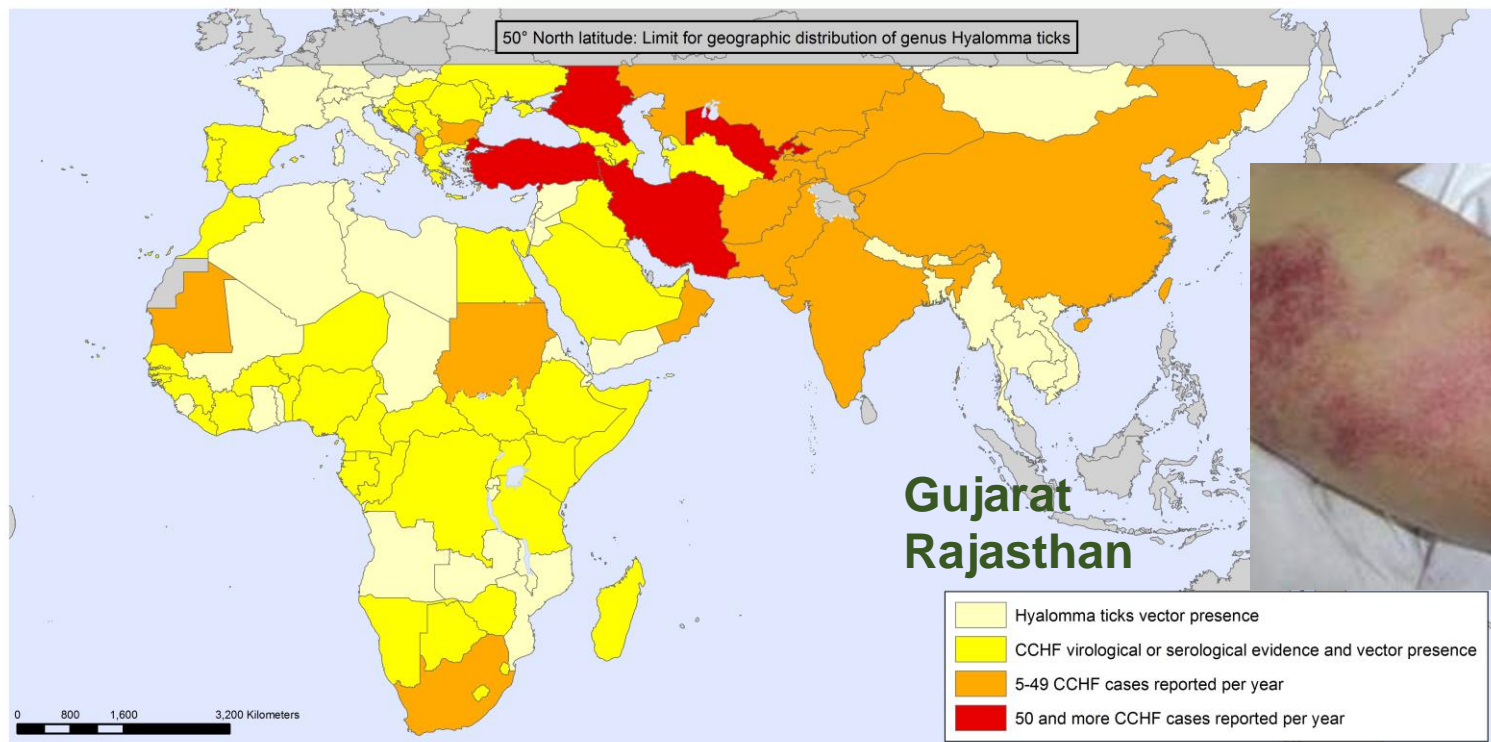 50° North latitude: Limit for geographic distribution of genus Hyalomma ticks
Gujarat
Rajasthan
Hyalomma ticks vector presence
CCHF virological or serological evidence and vector presence
5-49 CCHF cases reported per year
50 and more CCHF cases reported per year
0 800 1,600 3,200 Kilometers